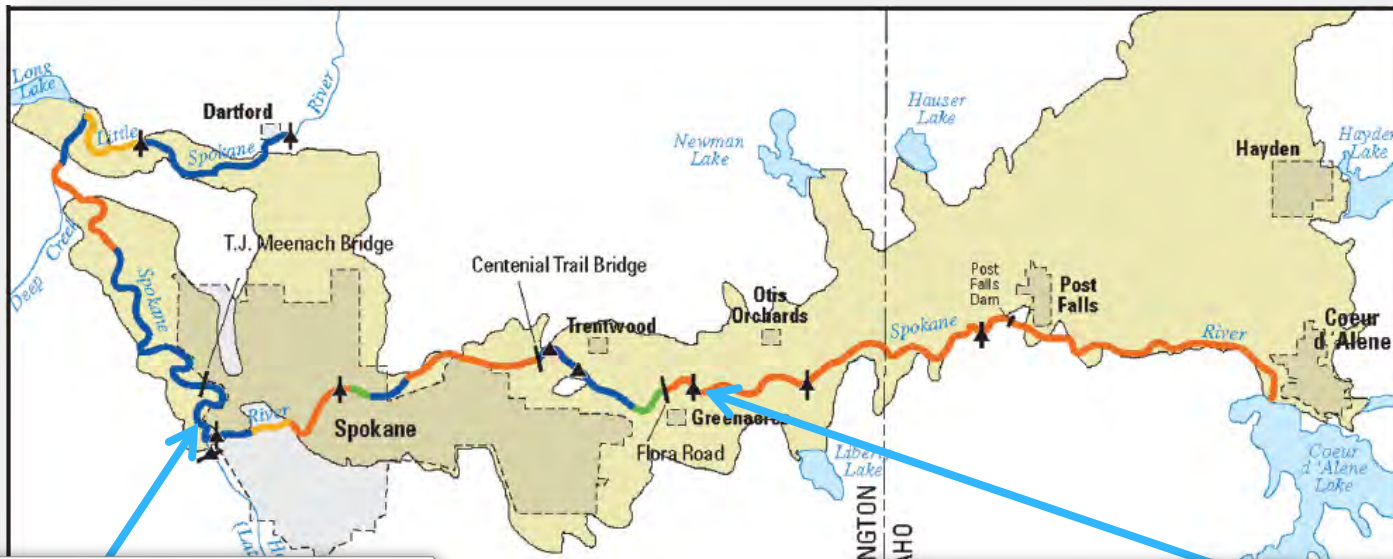 Long
Lake
Little
Spokane
River
Dartford
Hauser
Lake
Newman
Lake
Hayden
Hayden
Lake
T.J. Meenach Bridge
Creek
Deep
Spokane
Centenial Trail Bridge
Trentwood
Otis
Orchards
Post
Falls
Dam
Post
Falls
Spokane
River
Coeur
d 'Alene
River
Spokane
Greenacres
Flora Road
Liberty
Lake
Coeur
d 'Alene
Lake
NGTON
AHO
(Lat